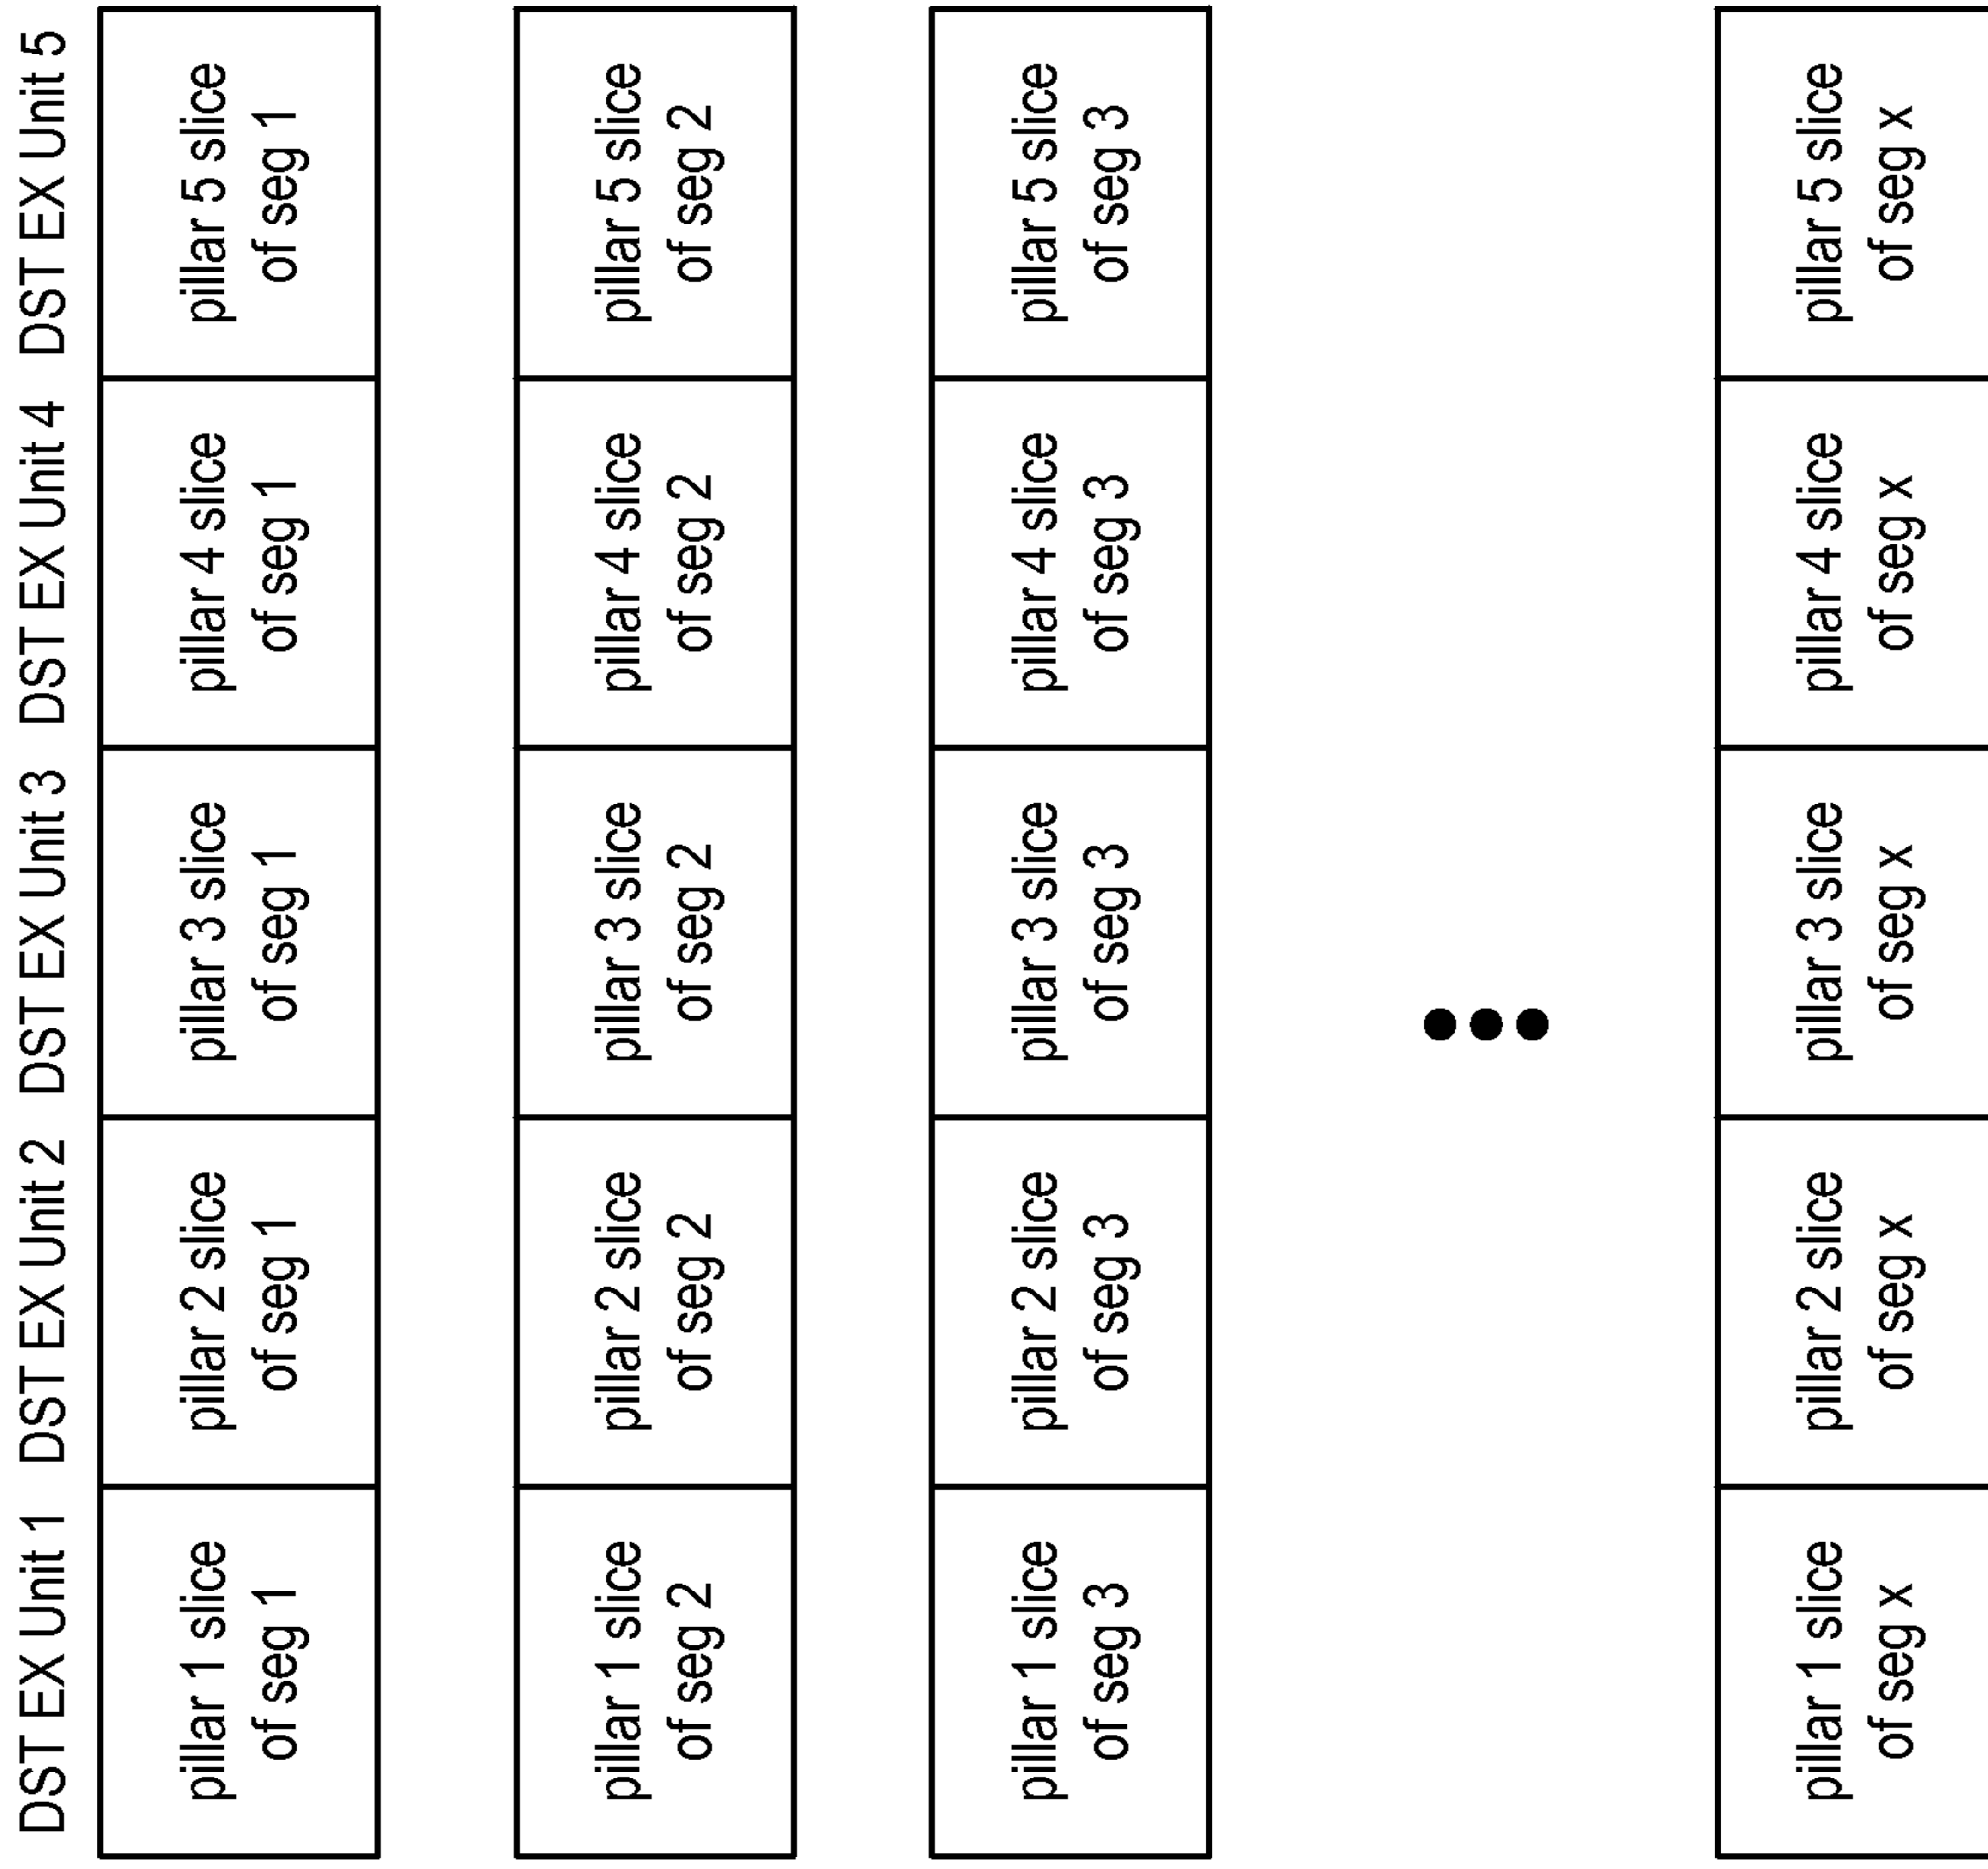 DST EX Unit 1 DST EX Unit 2 DST EX Unit 3 DST EX Unit 4 DST EX Unit 5
pillar 1 slice
of seg 1
pillar 2 slice
of seg 1
pillar 3 slice
of seg 1
pillar 4 slice
of seg 1
pillar 5 slice
of seg 1
pillar 1 slice
of seg 2
pillar 2 slice
of seg 2
pillar 3 slice
of seg 2
pillar 4 slice
of seg 2
pillar 5 slice
of seg 2
pillar 1 slice
of seg 3
pillar 2 slice
of seg 3
pillar 3 slice
of seg 3
pillar 4 slice
of seg 3
pillar 5 slice
of seg 3
pillar 1 slice
of seg x
pillar 2 slice
of seg x
pillar 3 slice
of seg x
pillar 4 slice
of seg x
pillar 5 slice
of seg x